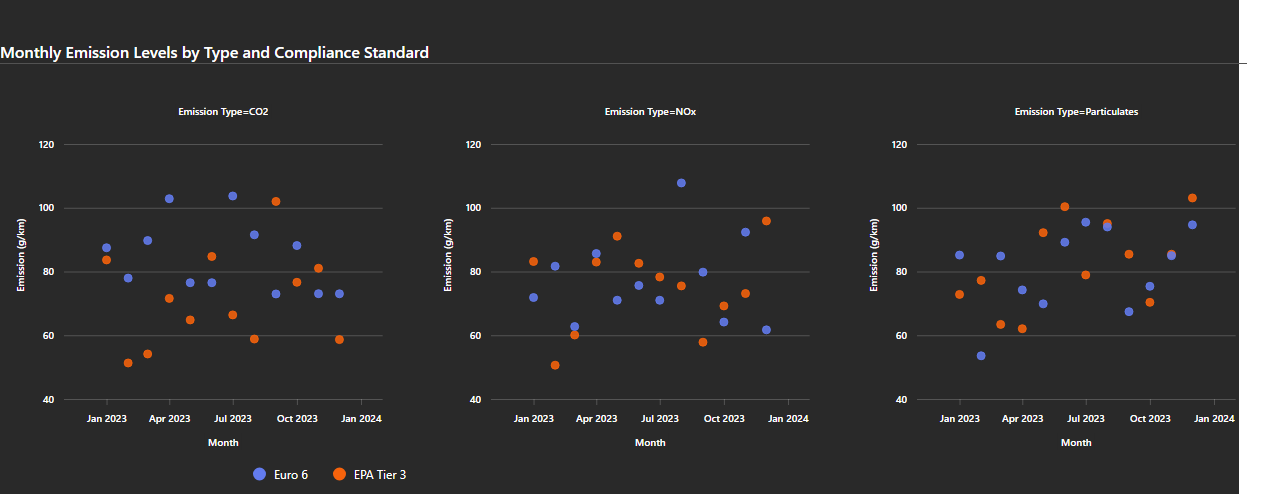 Monthly Emission Levels by Type and Compliance Standard
Emission Type=CO2
Emission Type=NOx
Emission Type=Particulates
120
100
80
60
40
Emission (g/km)
Jan 2023 Apr 2023 Jul 2023 Oct 2023 Jan 2024
Month
120
100
80
60
40
Emission (g/km)
Jan 2023 Apr 2023 Jul 2023 Oct 2023 Jan 2024
Month
120
100
80
60
40
Emission (g/km)
Jan 2023 Apr 2023 Jul 2023 Oct 2023 Jan 2024
Month
Euro 6 EPA Tier 3